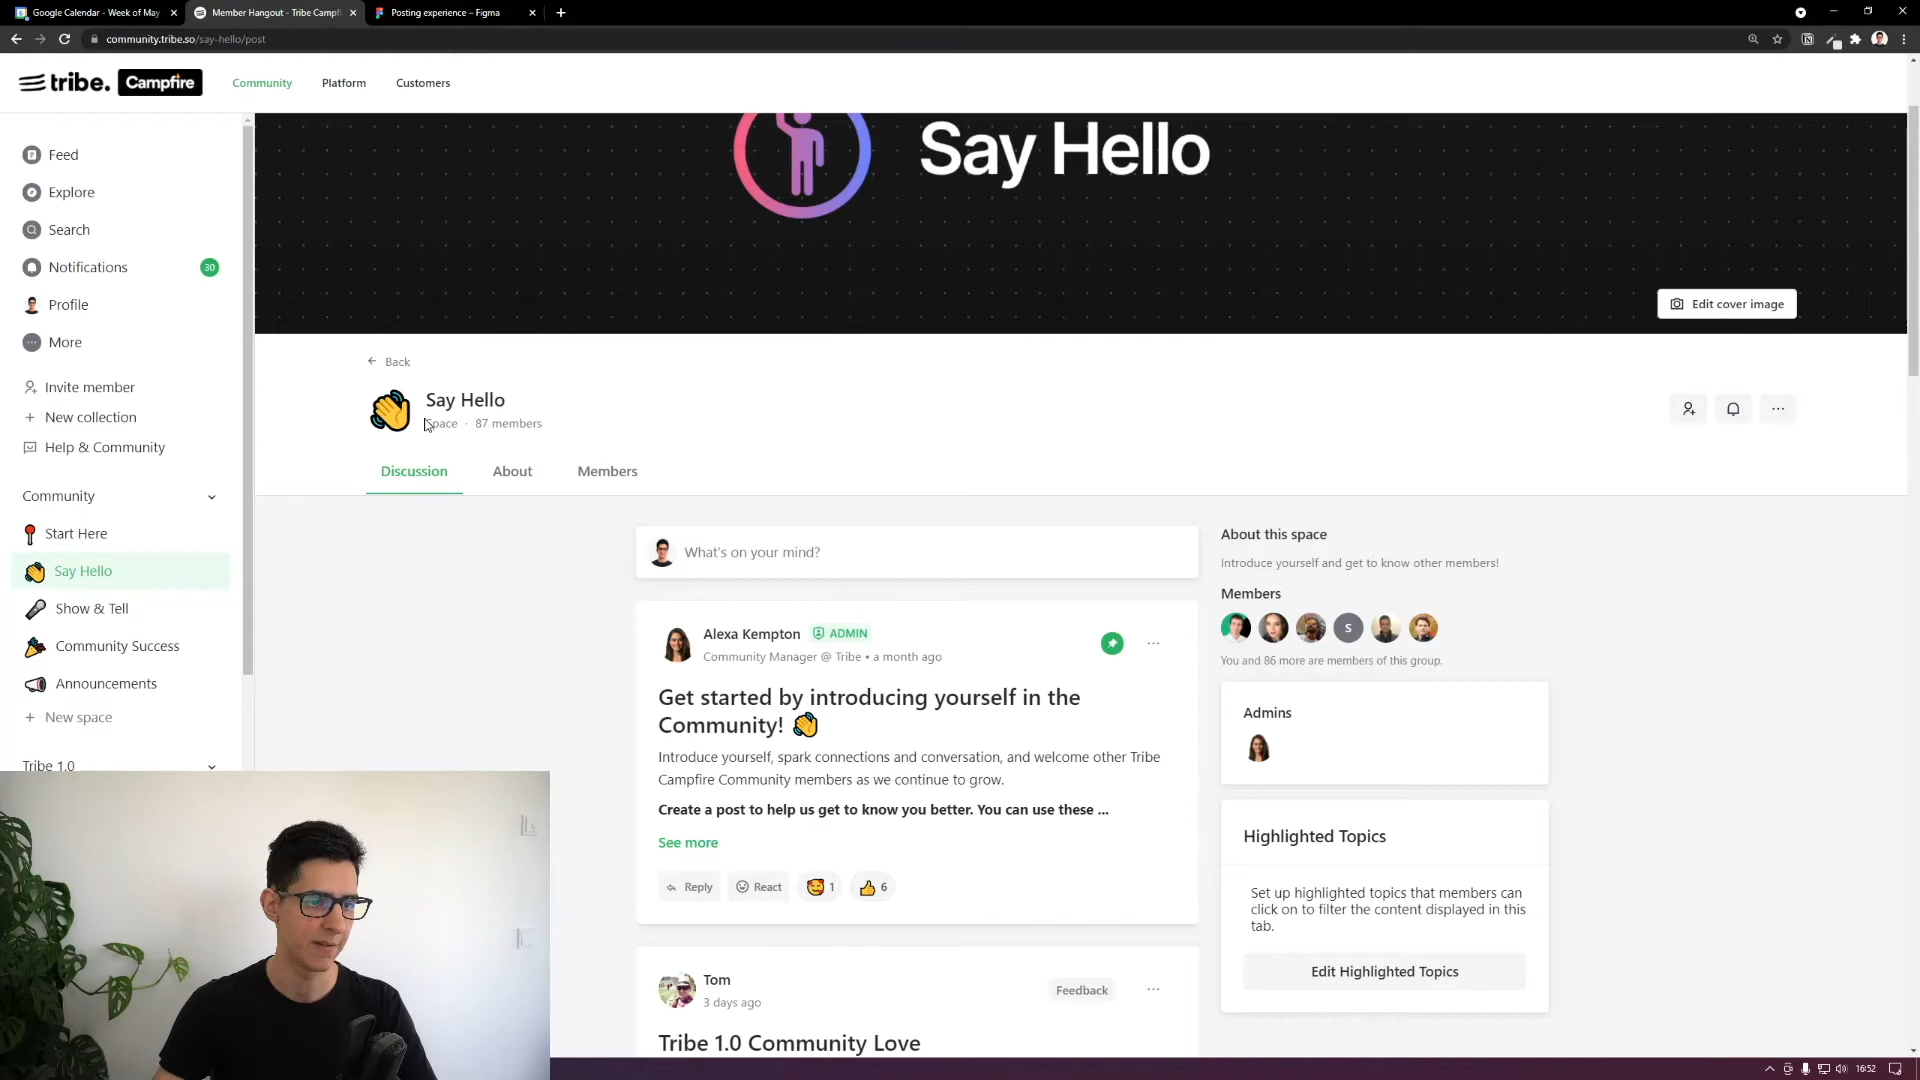 Google Calendar - Week of May
Member Hangout - Tribe Campfi
Posting experience – Figma
community.tribe.so/say-hello/post
tribe. Campfire
Community
Platform
Customers
Feed
Explore
Search
Notifications
30
Profile
More
Invite member
New collection
Help & Community
Community
Start Here
Say Hello
Show & Tell
Community Success
Announcements
New space
Tribe 1.0
Say Hello
Edit cover image
Back
Say Hello
Space · 87 members
Discussion
About
Members
What's on your mind?
Alexa Kempton
ADMIN
Community Manager @ Tribe • a month ago
Get started by introducing yourself in the
Community!
Introduce yourself, spark connections and conversation, and welcome other Tribe
Campfire Community members as we continue to grow.
Create a post to help us get to know you better. You can use these ...
See more
Reply
React
1
6
Tom
3 days ago
Feedback
Tribe 1.0 Community Love
About this space
Introduce yourself and get to know other members!
Members
S
You and 86 more are members of this group.
Admins
Highlighted Topics
Set up highlighted topics that members can
click on to filter the content displayed in this
tab.
Edit Highlighted Topics
16:52